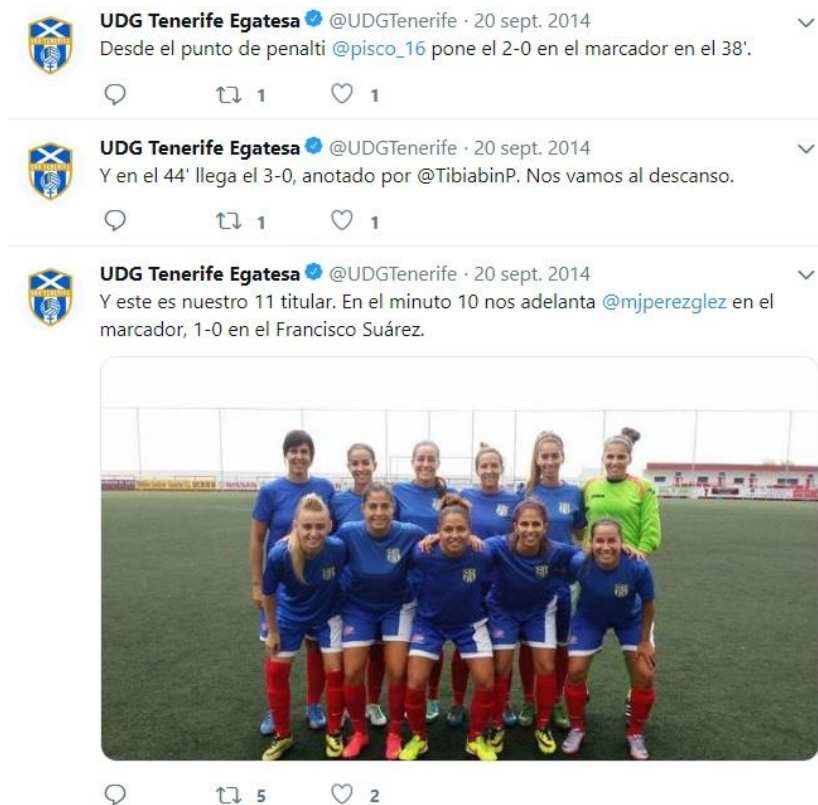 UDG Tenerife Egatesa @UDGTenerife · 20 sept. 2014
Desde el punto de penalti @pisco_16 pone el 2-0 en el marcador en el 38'.
1 1
UDG Tenerife Egatesa @UDGTenerife · 20 sept. 2014
Y en el 44' llega el 3-0, anotado por @TibiabinP. Nos vamos al descanso.
1 1
UDG Tenerife Egatesa @UDGTenerife · 20 sept. 2014
Y este es nuestro 11 titular. En el minuto 10 nos adelanta @mjperezglez en el
marcador, 1-0 en el Francisco Suárez.
NISSAN
5 2